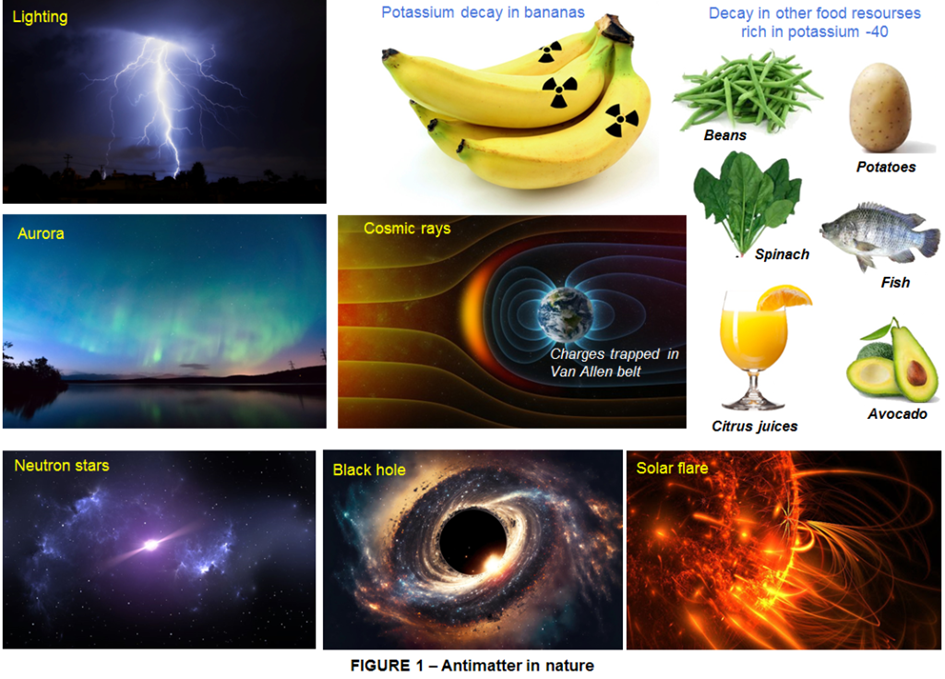 Lighting
Potassium decay in bananas
Decay in other food resourses
rich in potassium -40
Beans
Potatoes
Spinach
Fish
Citrus juices
Avocado
Aurora
Cosmic rays
Charges trapped in
Van Allen belt
Neutron stars
Black hole
Solar flare
FIGURE 1 – Antimatter in nature